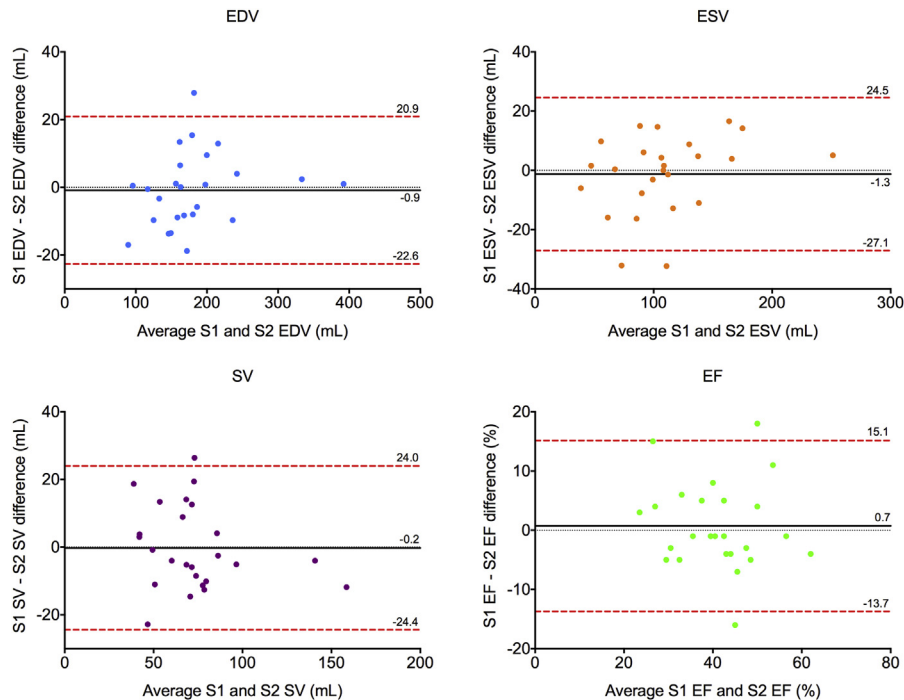 EDV
S1 EDV - S2 EDV difference (mL)
40
20
0
-20
20.9
-0.9
-22.6
0 100 200 300 400 500
Average S1 and S2 EDV (mL)
ESV
S1 ESV - S2 ESV difference (mL)
40
20
0
-20
-40
24.5
-1.3
-27.1
0 100 200 300
Average S1 and S2 ESV (mL)
SV
S1 SV - S2 SV difference (mL)
40
20
0
-20
24.0
-0.2
-24.4
0 50 100 150 200
Average S1 and S2 SV (mL)
EF
S1 EF - S2 EF difference (%)
20
10
0
-10
-20
15.1
0.7
-13.7
0 20 40 60 80
Average S1 EF and S2 EF (%)